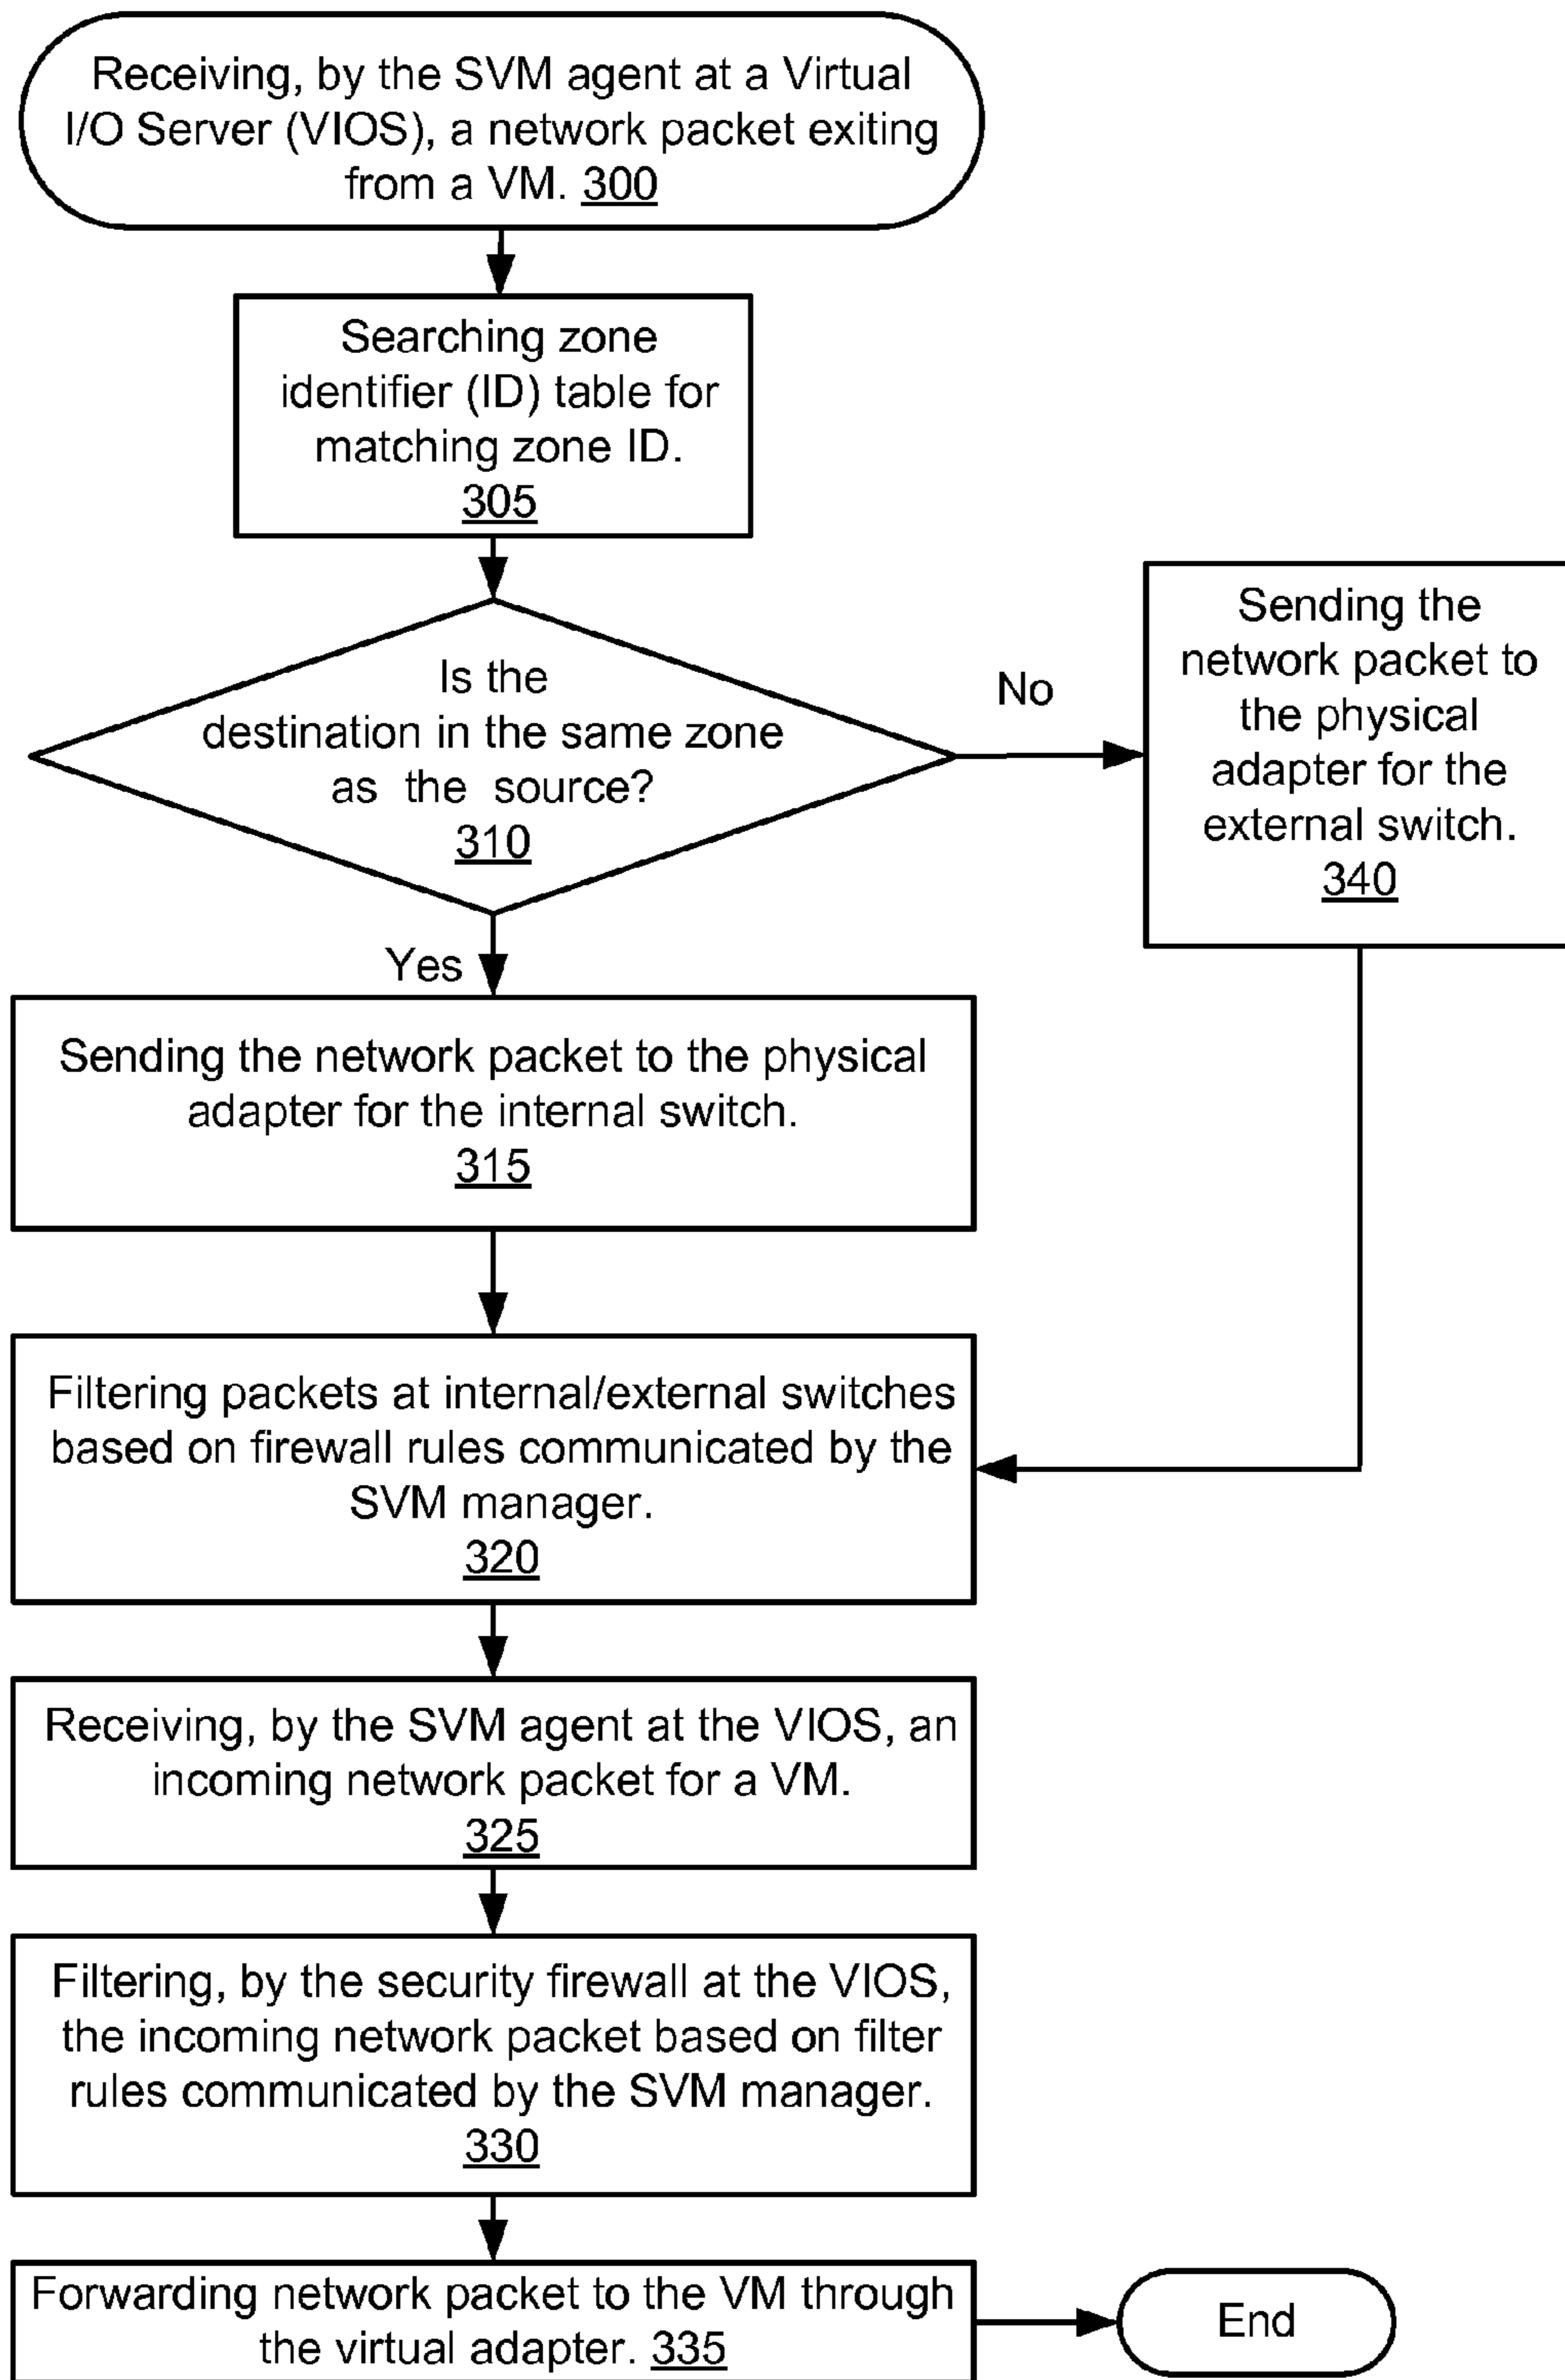 Receiving, by the SVM agent at a Virtual
I/O Server (VIOS), a network packet exiting
from a VM. 300
Searching zone
identifier (ID) table for
matching zone ID.
305
Is the
destination in the same zone
as the source?
310
No
Sending the
network packet to
the physical
adapter for the
external switch.
340
Yes
Sending the network packet to the physical
adapter for the internal switch.
315
Filtering packets at internal/external switches
based on firewall rules communicated by the
SVM manager.
320
Receiving, by the SVM agent at the VIOS, an
incoming network packet for a VM.
325
Filtering, by the security firewall at the VIOS,
the incoming network packet based on filter
rules communicated by the SVM manager.
330
Forwarding network packet to the VM through
the virtual adapter. 335
End